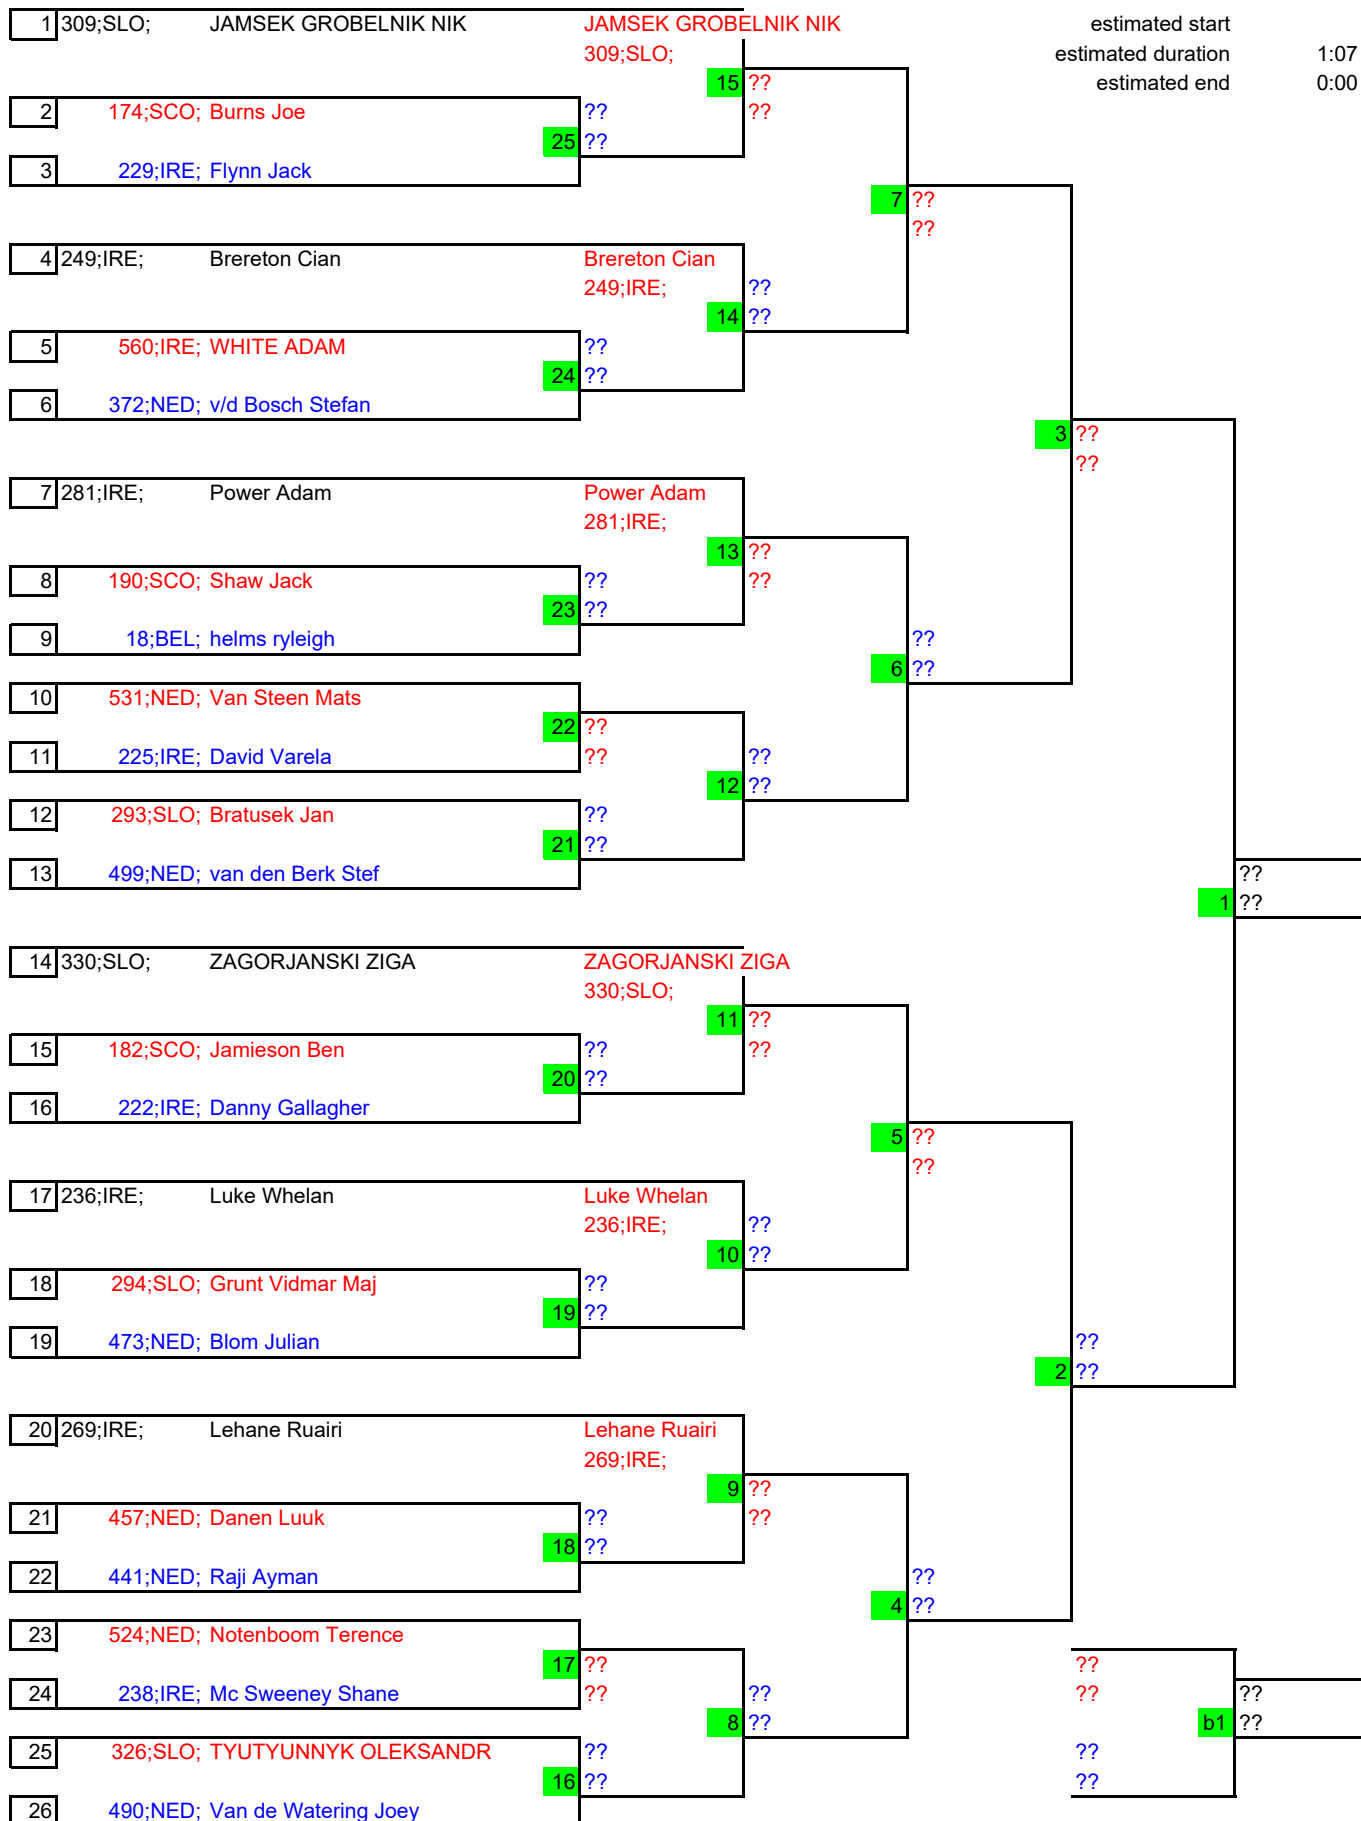 1 309;SLO; JAMSEK GROBELNIK NIK JAMSEK GROBELNIK NIK estimated start
309;SLO; estimated duration 1:07
15 ?? estimated end 0:00
2 174;SCO; Burns Joe ?? ??
25 ??
3 229;IRE; Flynn Jack
7 ??
??
4 249;IRE; Brereton Cian Brereton Cian
249;IRE; ??
14 ??
5 560;IRE; WHITE ADAM ??
24 ??
6 372;NED; v/d Bosch Stefan
3 ??
??
7 281;IRE; Power Adam Power Adam
281;IRE;
13 ??
8 190;SCO; Shaw Jack ?? ??
23 ??
9 18;BEL; helms ryleigh ??
6 ??
10 531;NED; Van Steen Mats
22 ??
11 225;IRE; David Varela ?? ??
12 ??
12 293;SLO; Bratusek Jan ??
21 ??
13 499;NED; van den Berk Stef ??
1 ??
14 330;SLO; ZAGORJANSKI ZIGA ZAGORJANSKI ZIGA
330;SLO;
11 ??
15 182;SCO; Jamieson Ben ?? ??
20 ??
16 222;IRE; Danny Gallagher
5 ??
??
17 236;IRE; Luke Whelan Luke Whelan
236;IRE; ??
10 ??
18 294;SLO; Grunt Vidmar Maj ??
19 ??
19 473;NED; Blom Julian ??
2 ??
20 269;IRE; Lehane Ruairi Lehane Ruairi
269;IRE;
9 ??
21 457;NED; Danen Luuk ?? ??
18 ??
22 441;NED; Raji Ayman ??
4 ??
23 524;NED; Notenboom Terence
17 ?? ??
24 238;IRE; Mc Sweeney Shane ?? ?? ?? ??
8 ?? b1 ??
25 326;SLO; TYUTYUNNYK OLEKSANDR ?? ??
16 ?? ??
26 490;NED; Van de Watering Joey